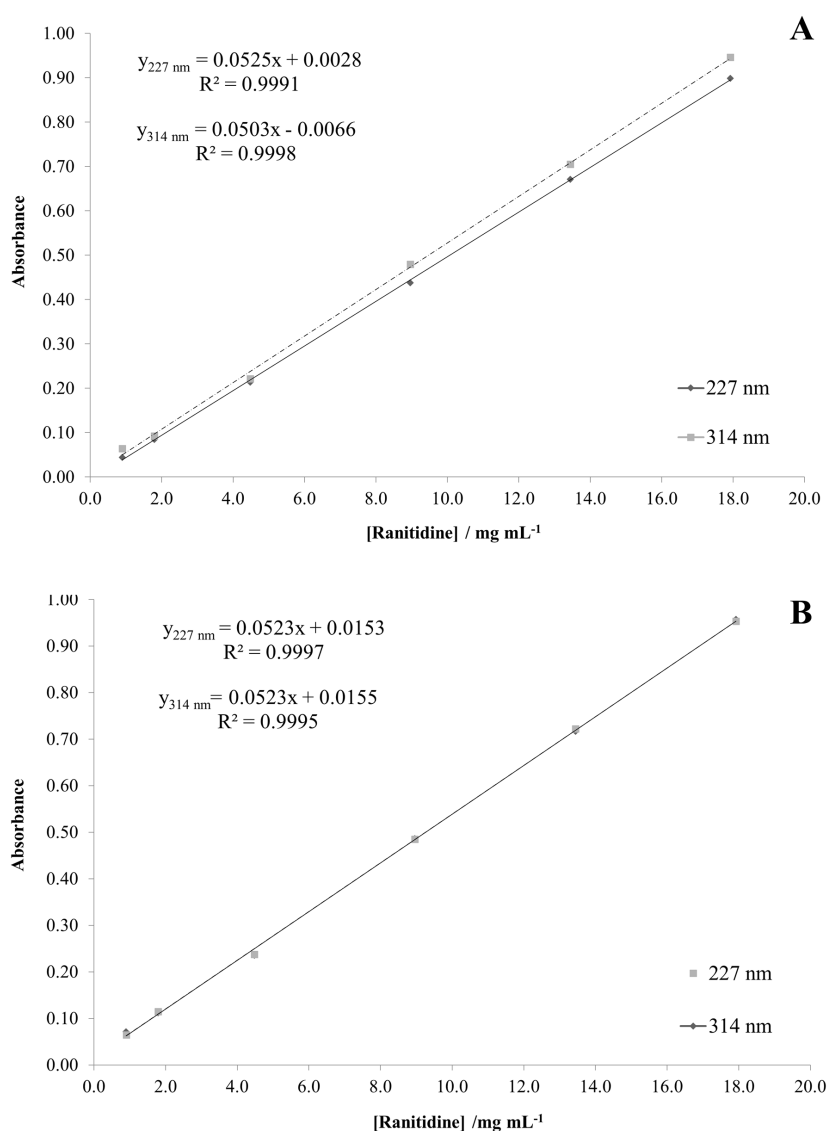 A
y227 nm = 0.0525x + 0.0028
R² = 0.9991
y314 nm = 0.0503x - 0.0066
R² = 0.9998
1.00
0.90
0.80
0.70
0.60
0.50
0.40
0.30
0.20
0.10
0.00
Absorbance
227 nm
314 nm
0.0 2.0 4.0 6.0 8.0 10.0 12.0 14.0 16.0 18.0 20.0
[Ranitidine] / mg mL-1
B
y227 nm = 0.0523x + 0.0153
R² = 0.9997
y314 nm= 0.0523x + 0.0155
R² = 0.9995
1.00
0.90
0.80
0.70
0.60
0.50
0.40
0.30
0.20
0.10
0.00
Absorbance
227 nm
314 nm
0.0 2.0 4.0 6.0 8.0 10.0 12.0 14.0 16.0 18.0 20.0
[Ranitidine] /mg mL-1